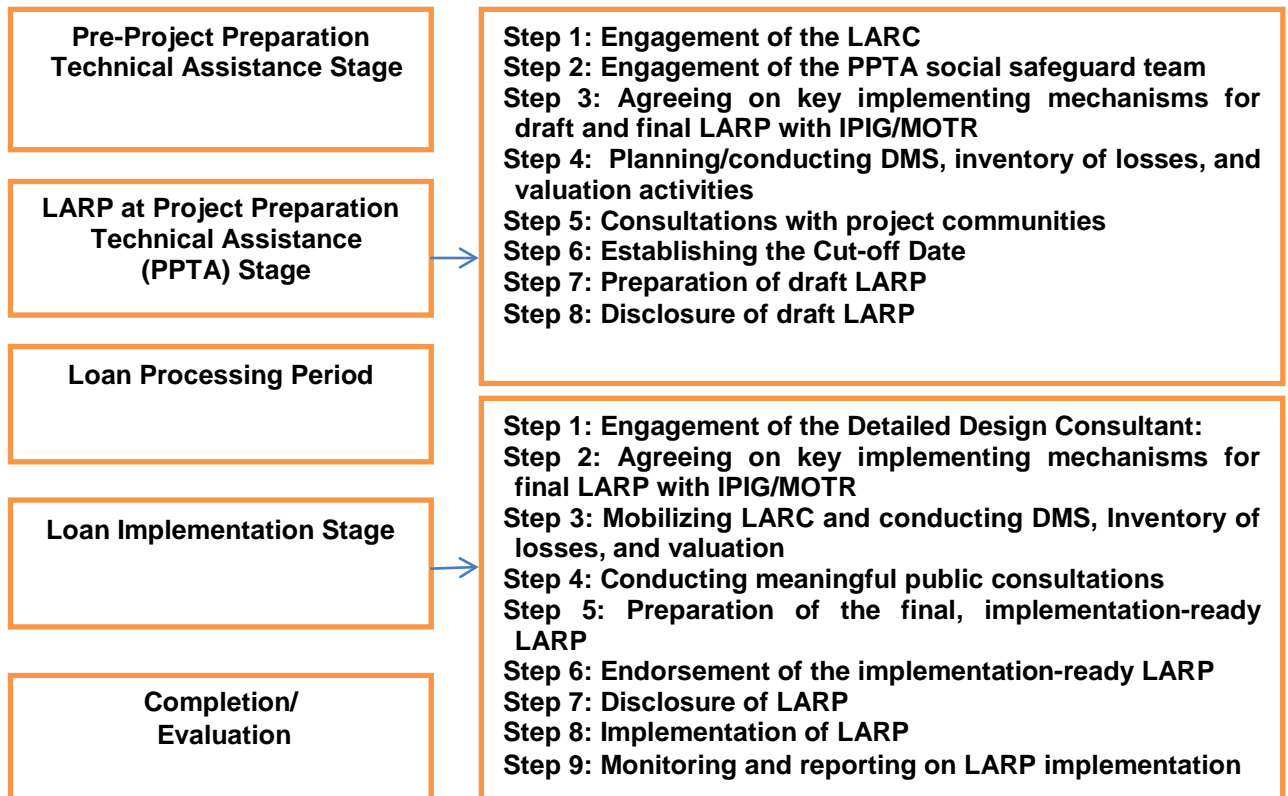 Pre-Project Preparation
Technical Assistance Stage
LARP at Project Preparation
Technical Assistance
(PPTA) Stage
Loan Processing Period
Loan Implementation Stage
Completion/
Evaluation
Step 1: Engagement of the LARC
Step 2: Engagement of the PPTA social safeguard team
Step 3: Agreeing on key implementing mechanisms for
draft and final LARP with IPIG/MOTR
Step 4: Planning/conducting DMS, inventory of losses, and
valuation activities
Step 5: Consultations with project communities
Step 6: Establishing the Cut-off Date
Step 7: Preparation of draft LARP
Step 8: Disclosure of draft LARP
Step 1: Engagement of the Detailed Design Consultant:
Step 2: Agreeing on key implementing mechanisms for
final LARP with IPIG/MOTR
Step 3: Mobilizing LARC and conducting DMS, Inventory of
losses, and valuation
Step 4: Conducting meaningful public consultations
Step 5: Preparation of the final, implementation-ready
LARP
Step 6: Endorsement of the implementation-ready LARP
Step 7: Disclosure of LARP
Step 8: Implementation of LARP
Step 9: Monitoring and reporting on LARP implementation